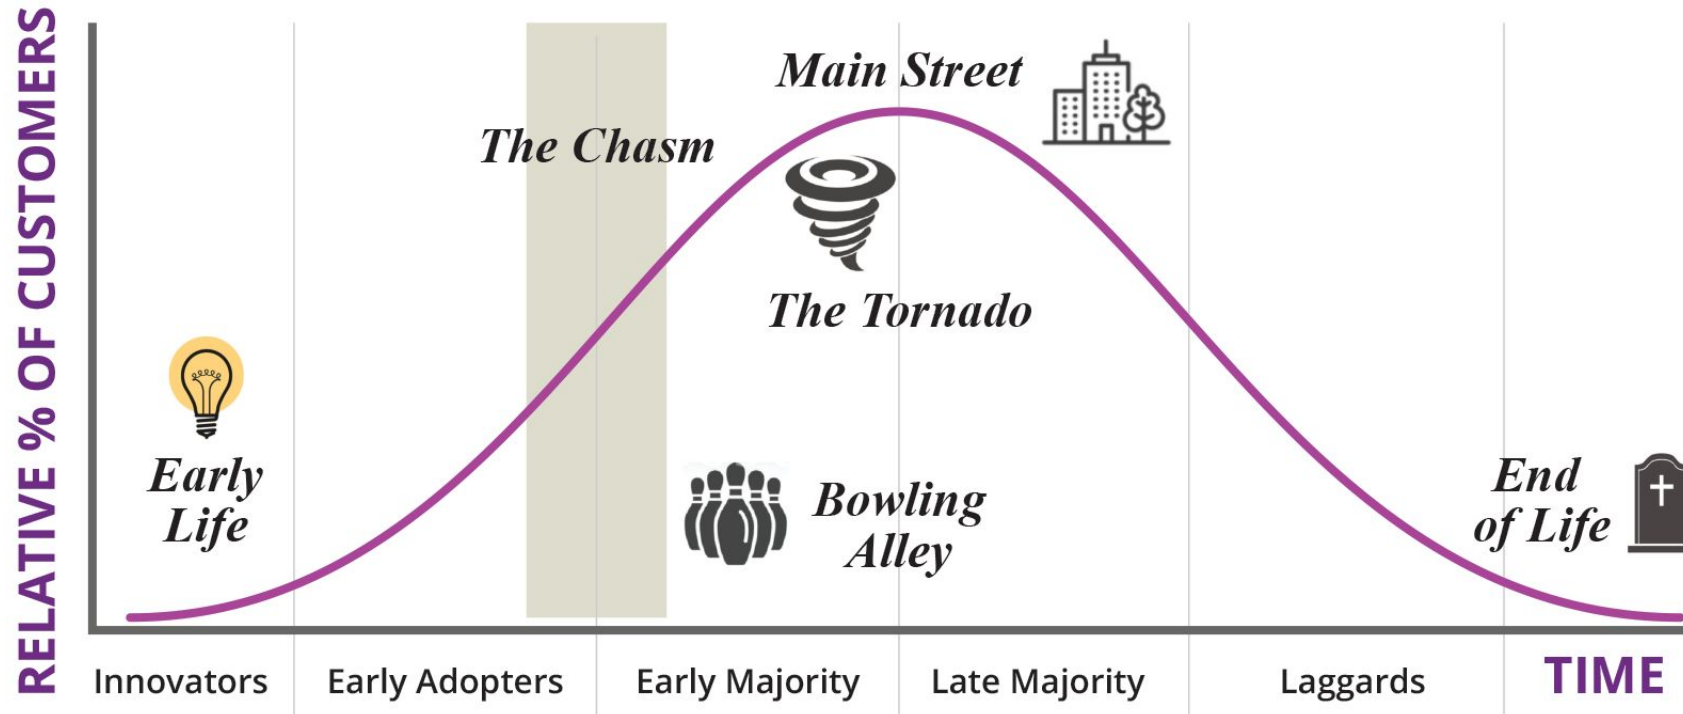 RELATIVE % OF CUSTOMERS
Main Street
The Chasm
The Tornado
Early
Life
Bowling
Alley
End
of Life
Innovators
Early Adopters
Early Majority
Late Majority
Laggards
TIME